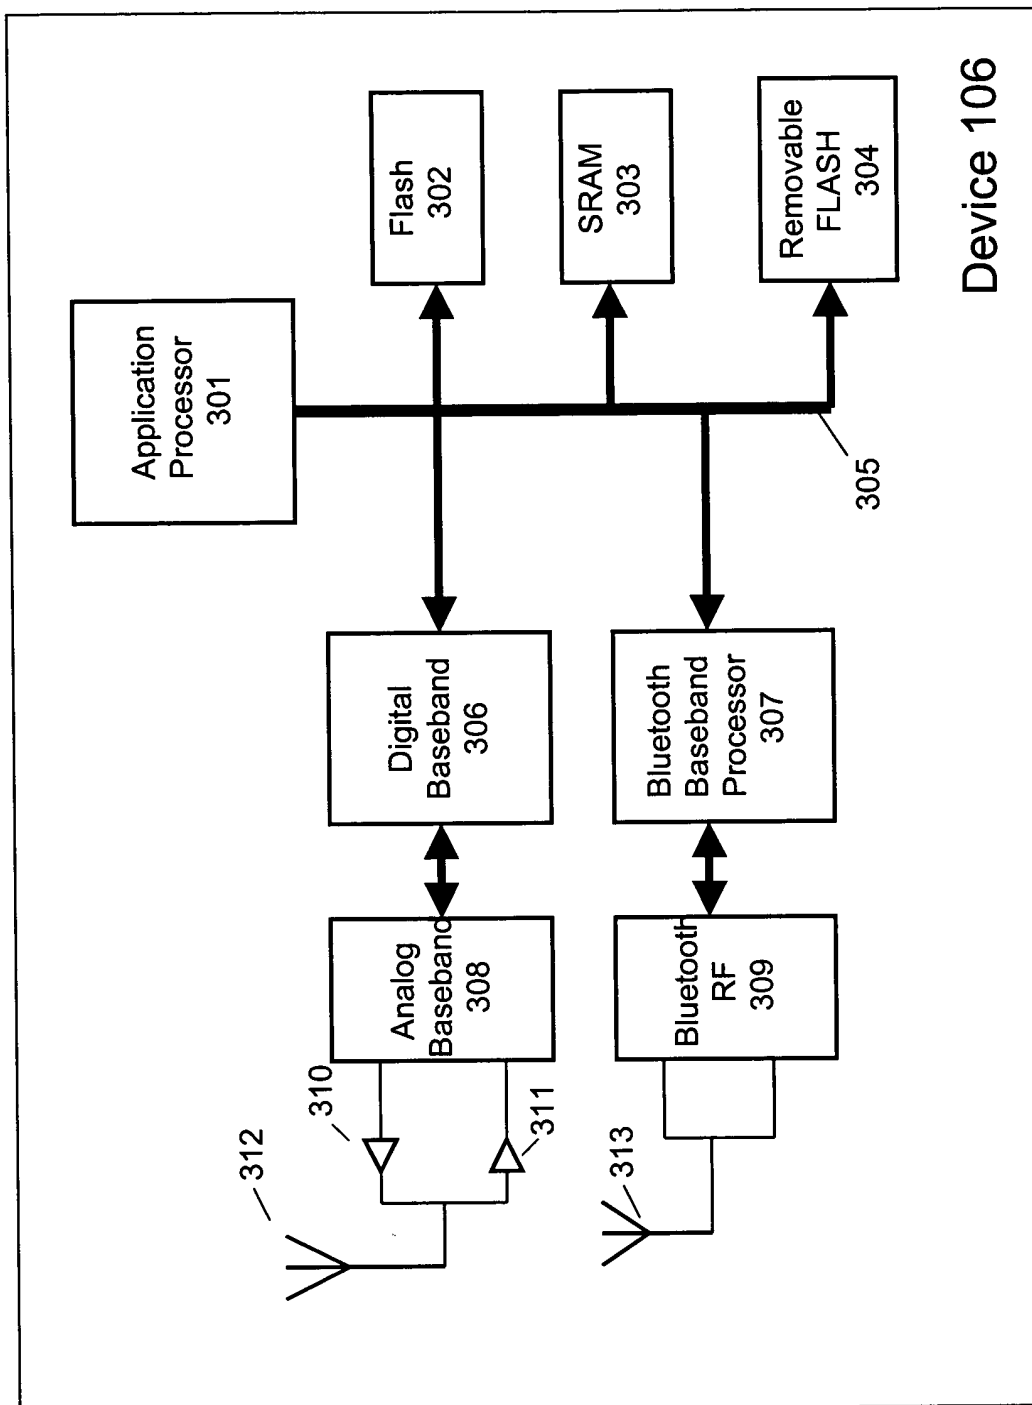 Application
Processor
301
Flash
302
SRAM
303
Removable
FLASH
304
305
Digital
Baseband
306
Bluetooth
Baseband
Processor
307
Analog
Baseband
308
Bluetooth
RF
309
310
311
312
313
Device 106